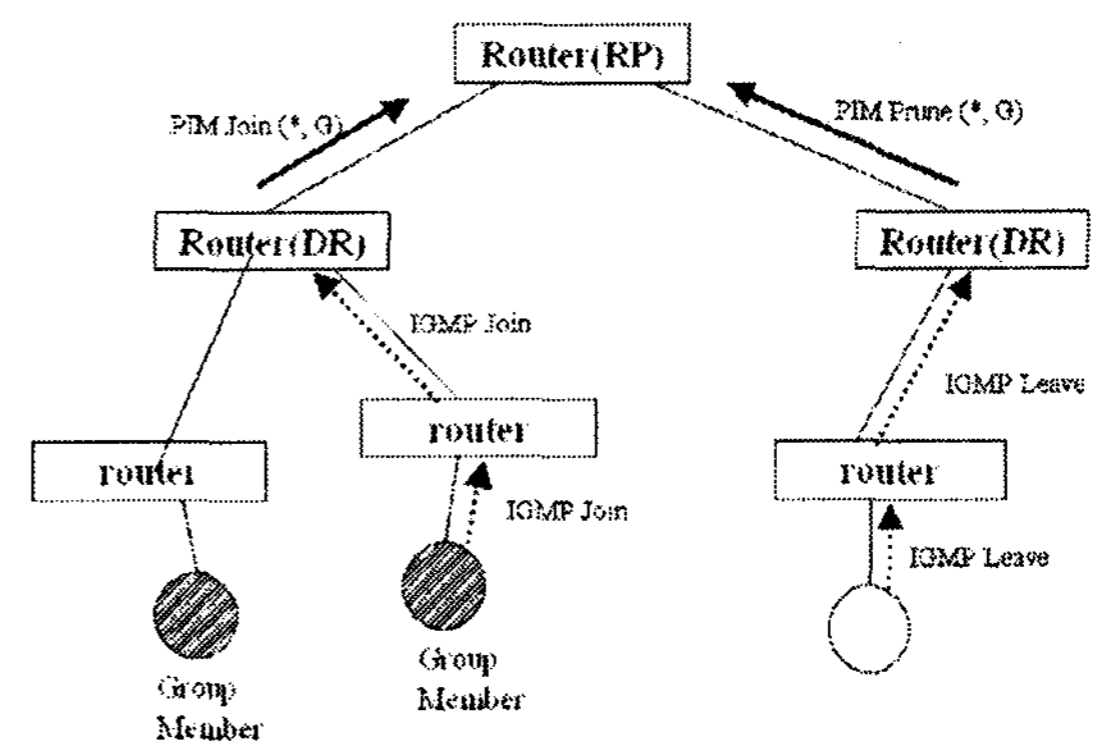 Router(RP)
PIM Join (*, G)
PIM Prune (*, G)
Router(DR)
Router(DR)
IGMP Join
IGMP Leave
router
router
router
IGMP Join
IGMP Leave
Group
Member
Group
Member